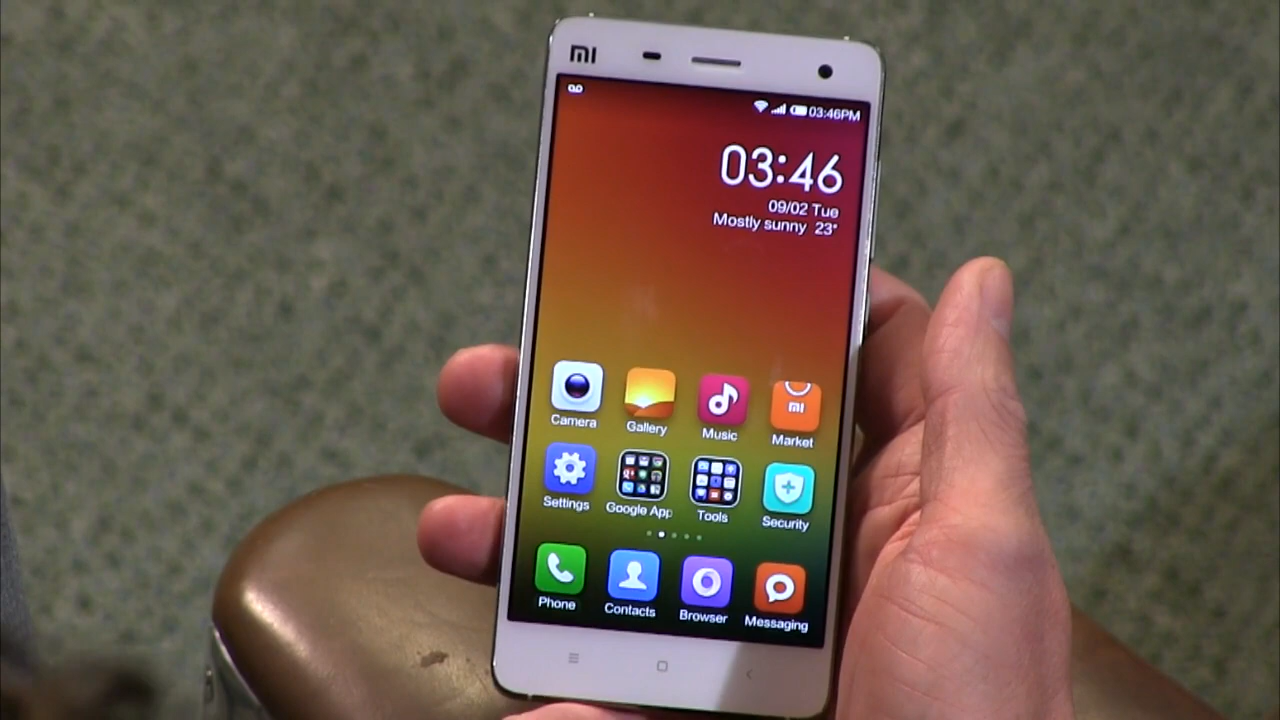 mi
03:46PM
03:46
09/02 Tue
Mostly sunny 23°
Camera Gallery Music Market
mi
Settings Google App Tools Security
Phone Contacts Browser Messaging